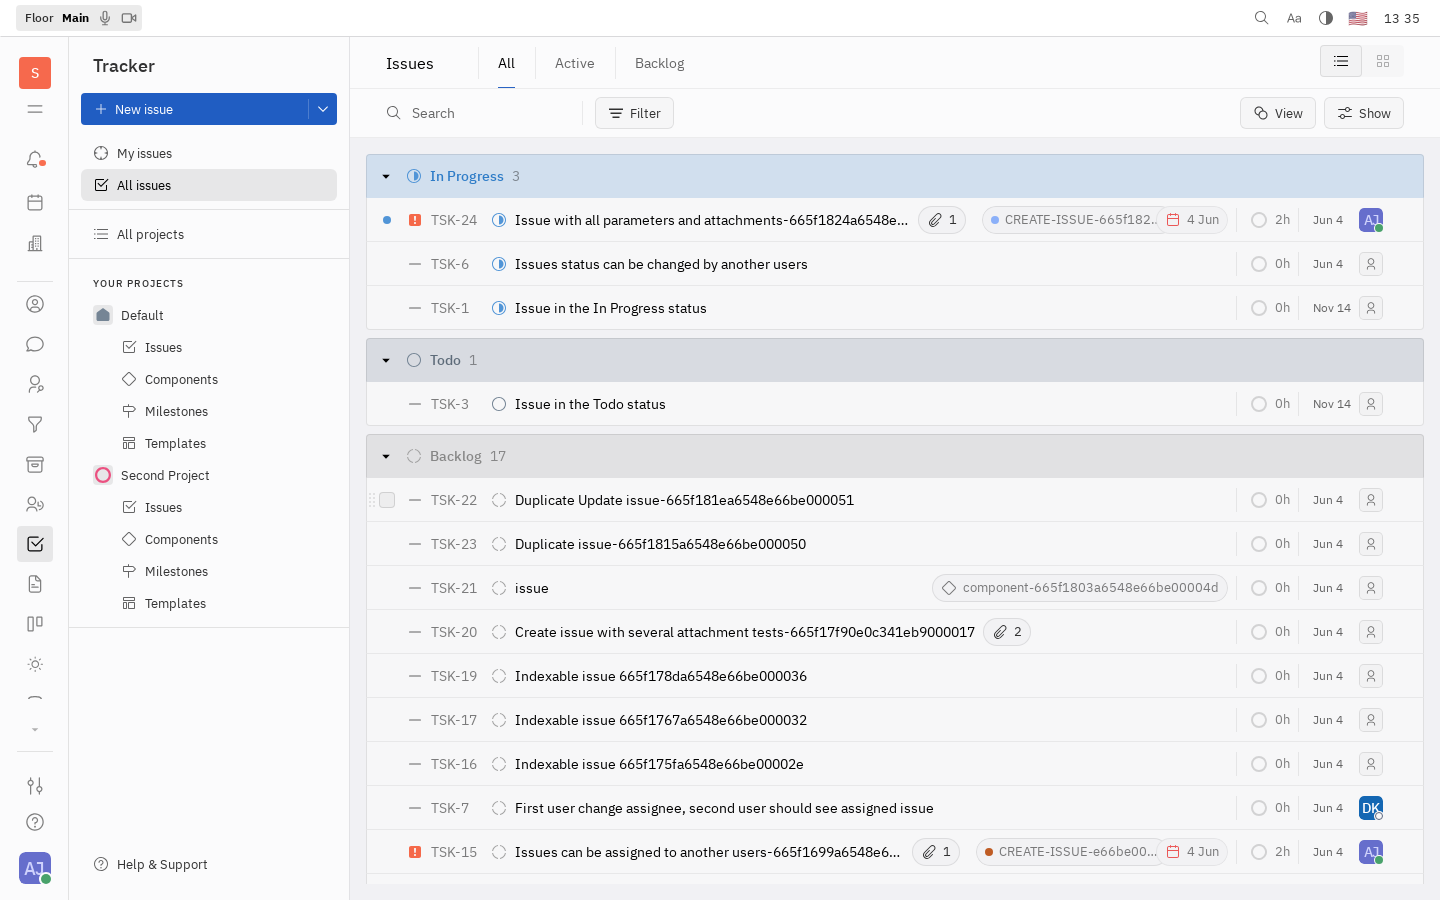 Floor Main
Aa
13 35
S
Tracker
New issue
My issues
All issues
All projects
YOUR PROJECTS
Default
Issues
Components
Milestones
Templates
Second Project
Issues
Components
Milestones
Templates
Help & Support
AJ
Issues
All
Active
Backlog
Search
Filter
View
Show
In Progress 3
TSK-24 Issue with all parameters and attachments-665f1824a6548e... 1 CREATE-ISSUE-665f182... 4 Jun 2h Jun 4 AJ
TSK-6 Issues status can be changed by another users 0h Jun 4
TSK-1 Issue in the In Progress status 0h Nov 14
Todo 1
TSK-3 Issue in the Todo status 0h Nov 14
Backlog 17
TSK-22 Duplicate Update issue-665f181ea6548e66be000051 0h Jun 4
TSK-23 Duplicate issue-665f1815a6548e66be000050 0h Jun 4
TSK-21 issue component-665f1803a6548e66be00004d 0h Jun 4
TSK-20 Create issue with several attachment tests-665f17f90e0c341eb9000017 2 0h Jun 4
TSK-19 Indexable issue 665f178da6548e66be000036 0h Jun 4
TSK-17 Indexable issue 665f1767a6548e66be000032 0h Jun 4
TSK-16 Indexable issue 665f175fa6548e66be00002e 0h Jun 4
TSK-7 First user change assignee, second user should see assigned issue 0h Jun 4 DK
TSK-15 Issues can be assigned to another users-665f1699a6548e6... 1 CREATE-ISSUE-e66be00... 4 Jun 2h Jun 4 AJ